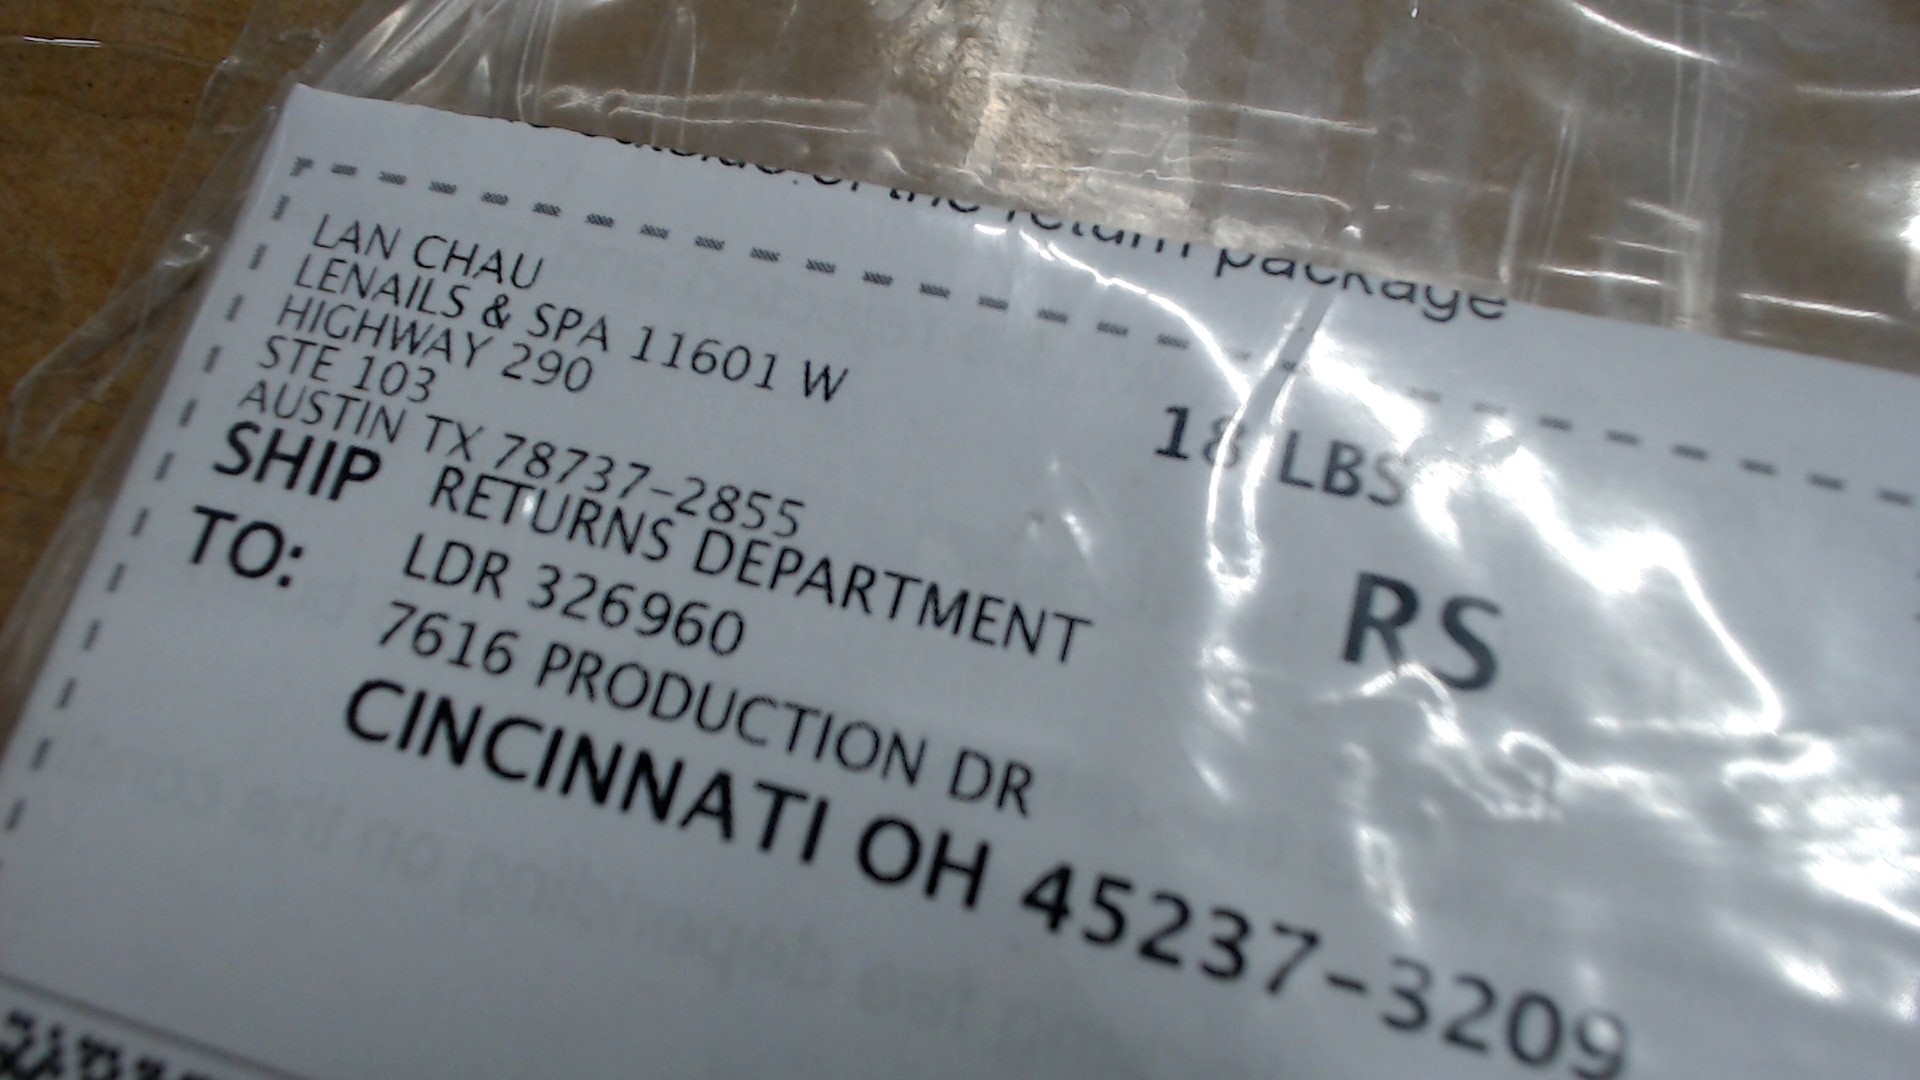 of the return package
LAN CHAU
LENAILS & SPA 11601 W
HIGHWAY 290
STE 103
AUSTIN TX 78737-2855
18 LBS
RS
SHIP
TO:
RETURNS DEPARTMENT
LDR 326960
7616 PRODUCTION DR
CINCINNATI OH 45237-3209